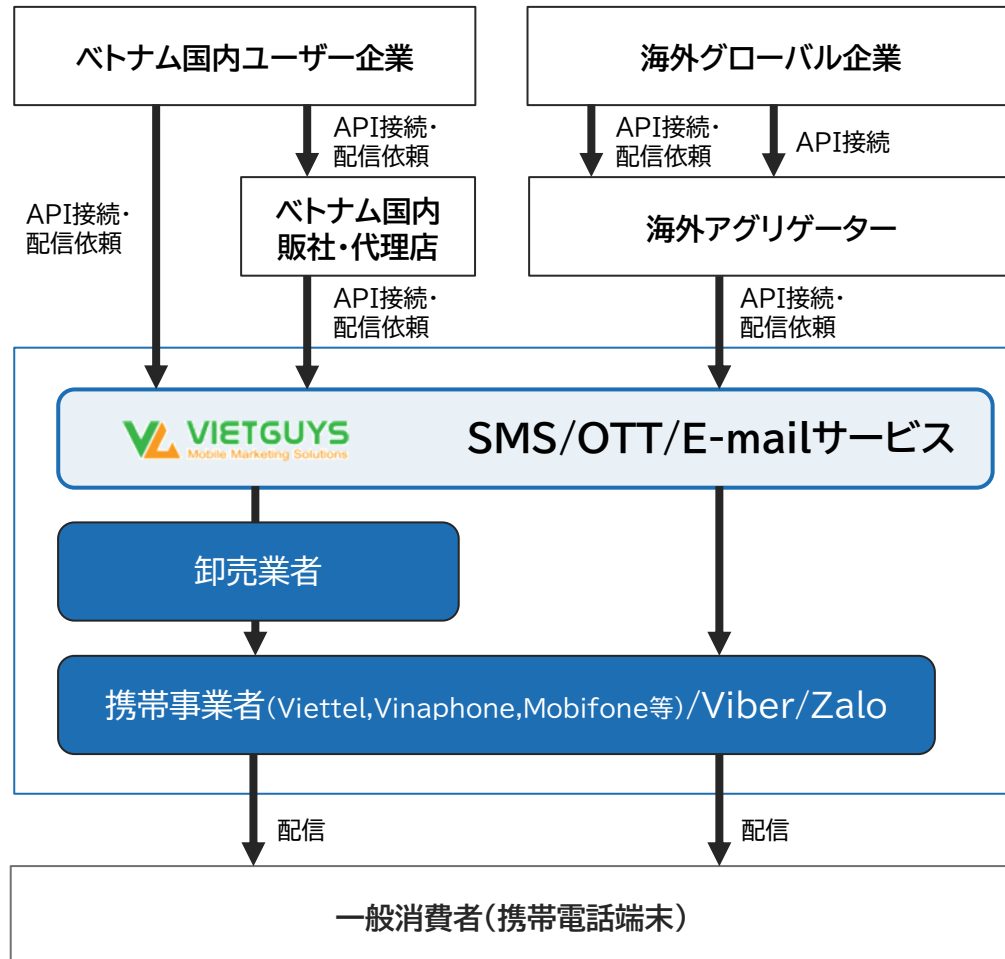 ベトナム国内ユーザー企業
海外グローバル企業
API接続・
配信依頼
API接続・
配信依頼
API接続
API接続・
配信依頼
ベトナム国内
販社・代理店
海外アグリゲーター
API接続・
配信依頼
API接続・
配信依頼
VIETGUYS
Mobile Marketing Solutions
SMS/OTT/E-mailサービス
卸売業者
携帯事業者(Viettel,Vinaphone,Mobifone等)/Viber/Zalo
配信
配信
一般消費者(携帯電話端末)